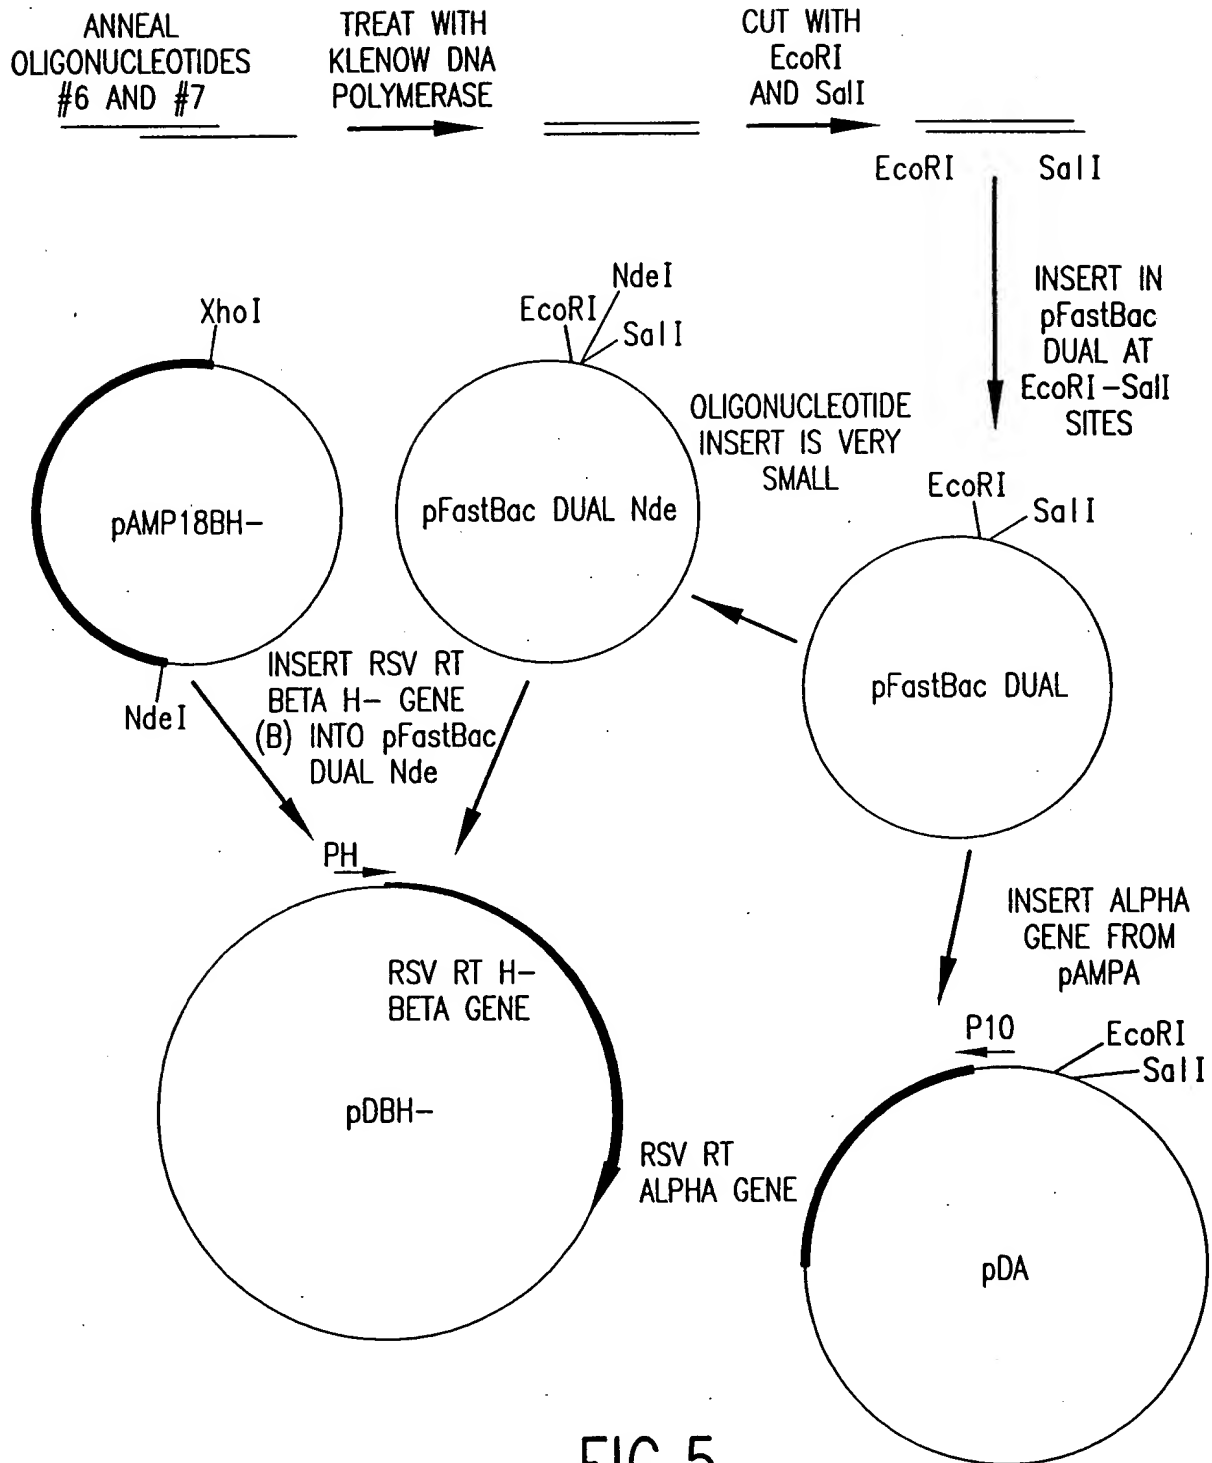 ANNEAL
OLIGONUCLEOTIDES
#6 AND #7
TREAT WITH
KLENOW DNA
POLYMERASE
CUT WITH
EcoRI
AND SalI
EcoRI
SalI
INSERT IN
pFastBac
DUAL AT
EcoRI-SalI
SITES
XhoI
pAMP18BH-
NdeI
EcoRI
NdeI
SalI
pFastBac DUAL Nde
OLIGONUCLEOTIDE
INSERT IS VERY
SMALL
EcoRI
SalI
pFastBac DUAL
INSERT RSV RT
BETA H- GENE
(B) INTO pFastBac
DUAL Nde
PH
RSV RT H-
BETA GENE
pDBH-
INSERT ALPHA
GENE FROM
pAMPA
P10
EcoRI
SalI
RSV RT
ALPHA GENE
pDA
FIG.5